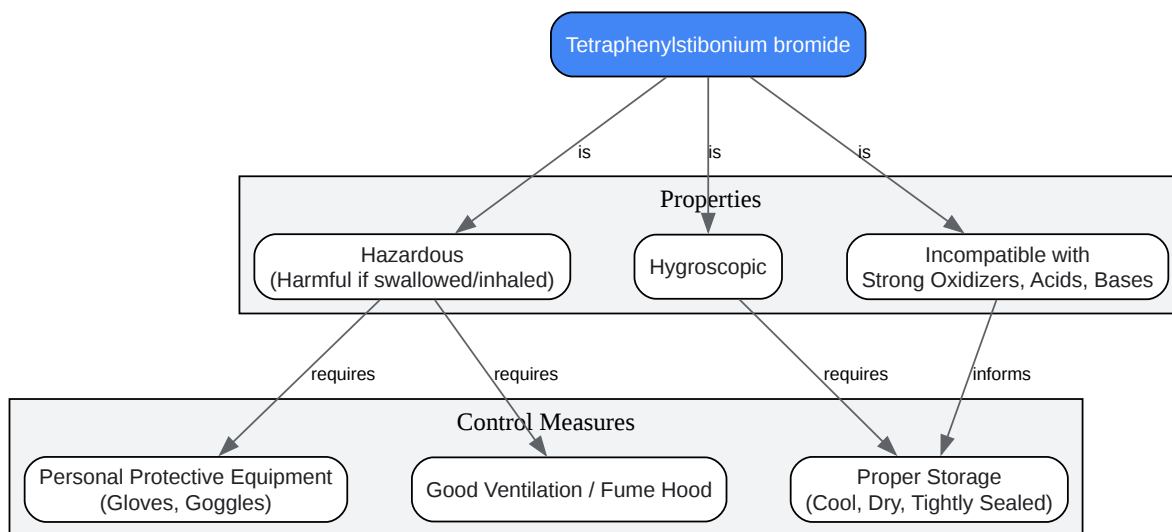 Tetraphenylstibonium bromide
is
is
is
Properties
Hazardous
(Harmful if swallowed/inhaled)
Hygroscopic
Incompatible with
Strong Oxidizers, Acids, Bases
requires
requires
requires
informs
Control Measures
Personal Protective Equipment
(Gloves, Goggles)
Good Ventilation / Fume Hood
Proper Storage
(Cool, Dry, Tightly Sealed)